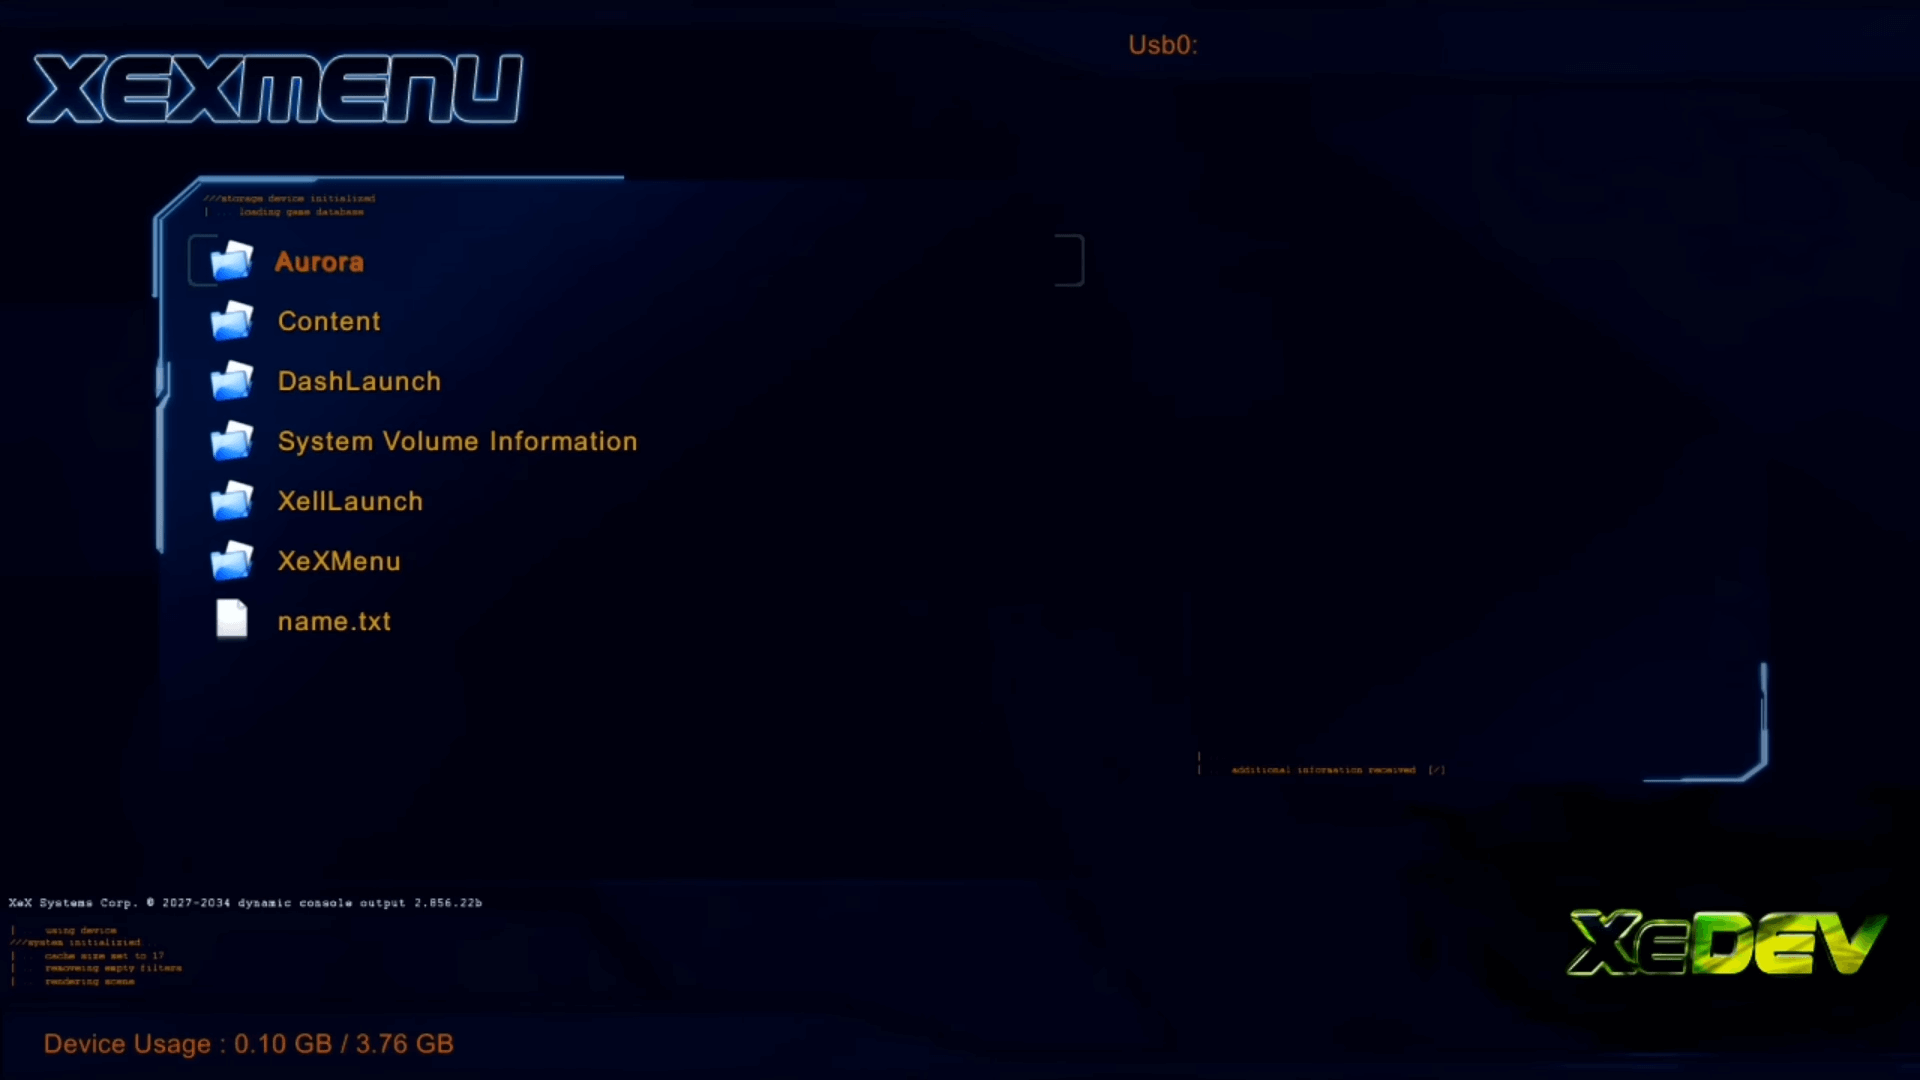 XEXMENU
Usb0:
///storage device initialized
| ... loading game database
Aurora
Content
DashLaunch
System Volume Information
XellLaunch
XeXMenu
name.txt
| .. additional information received [/]
XeX Systems Corp. © 2027-2034 dynamic console output 2.856.22b
| .. using device
///system initialized..
| .. cache size set to 17
| .. removeing empty filters
| .. rendering scene
XeDEV
Device Usage : 0.10 GB / 3.76 GB